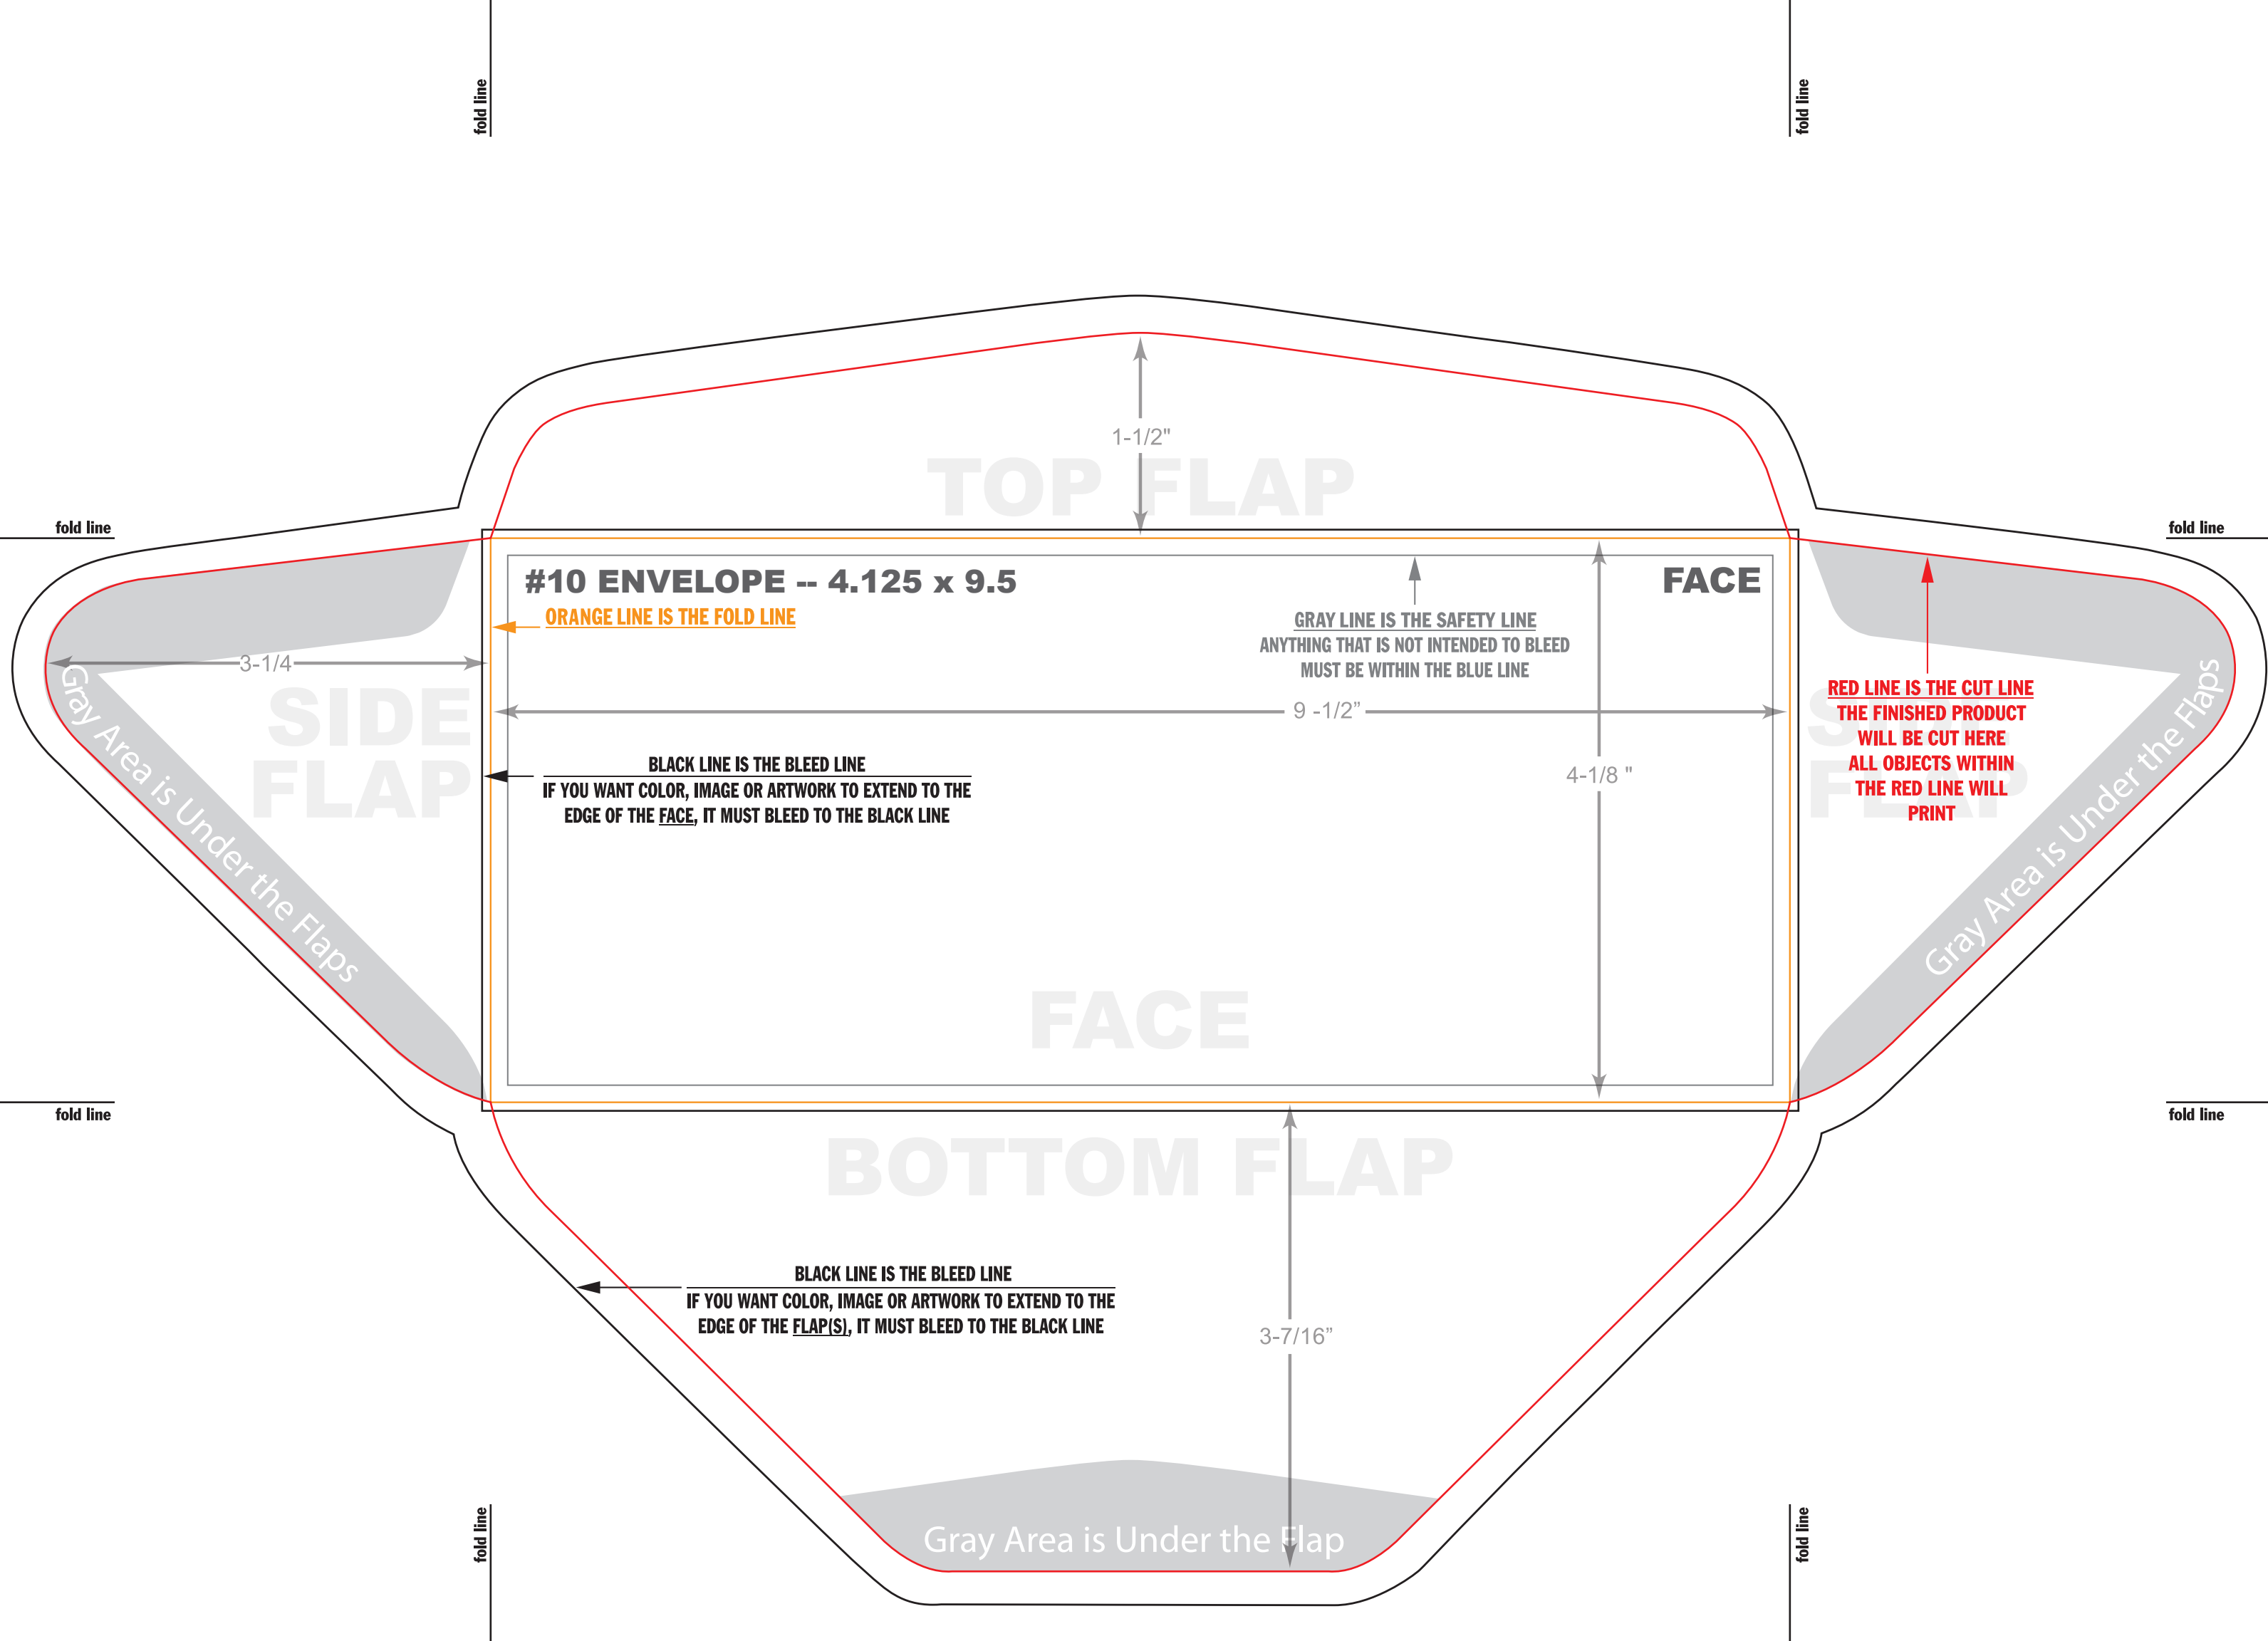 fold line
fold line
1-1/2"
TOP FLAP
fold line
fold line
#10 ENVELOPE -- 4.125 x 9.5
FACE
ORANGE LINE IS THE FOLD LINE
GRAY LINE IS THE SAFETY LINE
ANYTHING THAT IS NOT INTENDED TO BLEED
MUST BE WITHIN THE BLUE LINE
3-1/4
SIDE
FLAP
Gray Area is Under the Flaps
9 -1/2”
BLACK LINE IS THE BLEED LINE
IF YOU WANT COLOR, IMAGE OR ARTWORK TO EXTEND TO THE
EDGE OF THE FACE, IT MUST BLEED TO THE BLACK LINE
4-1/8 "
RED LINE IS THE CUT LINE
THE FINISHED PRODUCT
WILL BE CUT HERE
ALL OBJECTS WITHIN
THE RED LINE WILL
PRINT
SIDE
FLAP
Gray Area is Under the Flaps
FACE
fold line
fold line
BOTTOM FLAP
BLACK LINE IS THE BLEED LINE
IF YOU WANT COLOR, IMAGE OR ARTWORK TO EXTEND TO THE
EDGE OF THE FLAP(S), IT MUST BLEED TO THE BLACK LINE
3-7/16”
Gray Area is Under the Flap
fold line
fold line